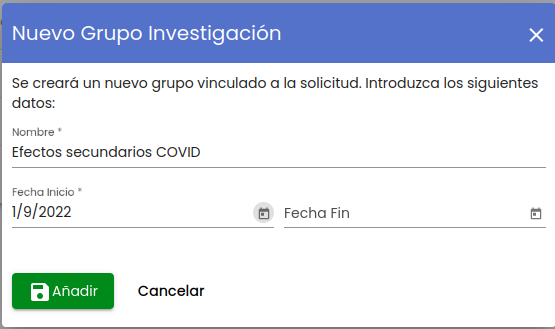 Nuevo Grupo Investigación
Se creará un nuevo grupo vinculado a la solicitud. Introduzca los siguientes
datos:
Nombre *
Efectos secundarios COVID
Fecha Inicio *
1/9/2022
Fecha Fin
Añadir
Cancelar